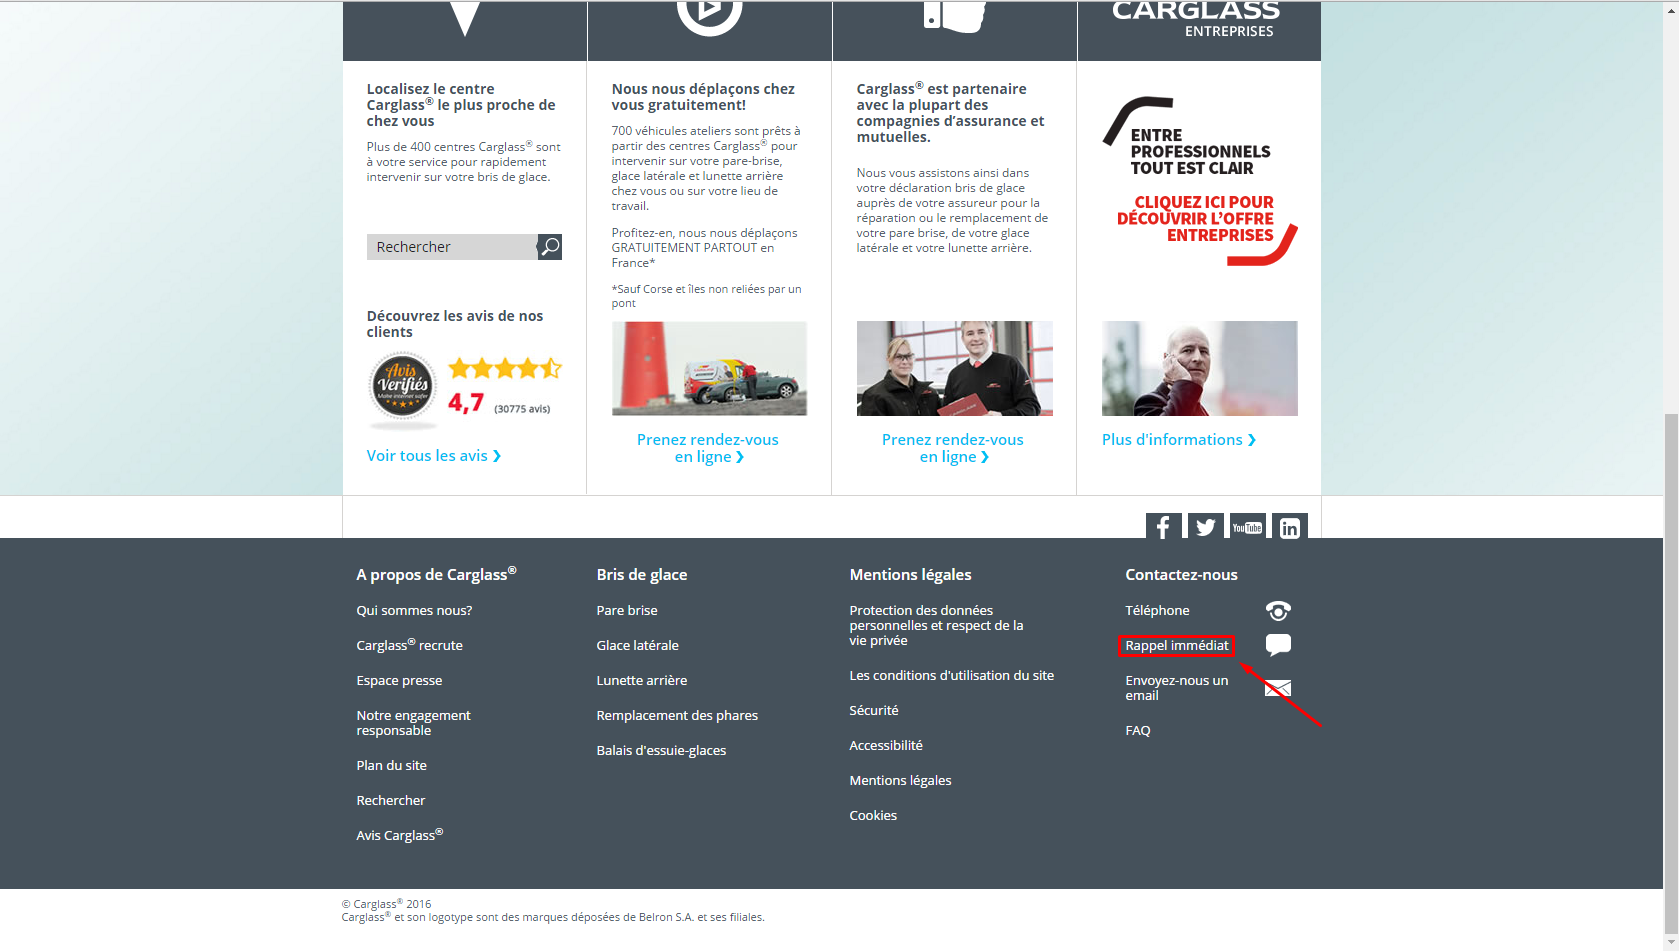 CARGLASS
ENTREPRISES
Localisez le centre
Carglass® le plus proche de
chez vous
Plus de 400 centres Carglass® sont
à votre service pour rapidement
intervenir sur votre bris de glace.
Rechercher
Découvrez les avis de nos
clients
Avis
Vérifiés
Make internet safer
4,7 (30775 avis)
Voir tous les avis ❯
Nous nous déplaçons chez
vous gratuitement!
700 véhicules ateliers sont prêts à
partir des centres Carglass® pour
intervenir sur votre pare-brise,
glace latérale et lunette arrière
chez vous ou sur votre lieu de
travail.
Profitez-en, nous nous déplaçons
GRATUITEMENT PARTOUT en
France*
*Sauf Corse et îles non reliées par un
pont
Prenez rendez-vous
en ligne ❯
Carglass® est partenaire
avec la plupart des
compagnies d’assurance et
mutuelles.
Nous vous assistons ainsi dans
votre déclaration bris de glace
auprès de votre assureur pour la
réparation ou le remplacement de
votre pare brise, de votre glace
latérale et votre lunette arrière.
Prenez rendez-vous
en ligne ❯
ENTRE
PROFESSIONNELS
TOUT EST CLAIR
CLIQUEZ ICI POUR
DÉCOUVRIR L’OFFRE
ENTREPRISES
Plus d'informations ❯
f
You Tube
in
A propos de Carglass®
Qui sommes nous?
Carglass® recrute
Espace presse
Notre engagement
responsable
Plan du site
Rechercher
Avis Carglass®
Bris de glace
Pare brise
Glace latérale
Lunette arrière
Remplacement des phares
Balais d'essuie-glaces
Mentions légales
Protection des données
personnelles et respect de la
vie privée
Les conditions d'utilisation du site
Sécurité
Accessibilité
Mentions légales
Cookies
Contactez-nous
Téléphone
Rappel immédiat
Envoyez-nous un
email
FAQ
© Carglass® 2016
Carglass® et son logotype sont des marques déposées de Belron S.A. et ses filiales.